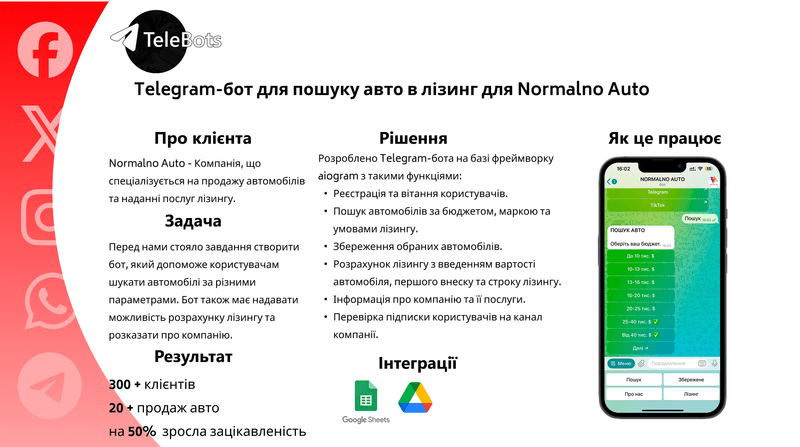 TeleBots
Telegram-бот для пошуку авто в лізинг для Normalno Auto
Про клієнта
Normalno Auto - Компанія, що
спеціалізується на продажу автомобілів
та наданні послуг лізингу.
Задача
Перед нами стояло завдання створити
бот, який допоможе користувачам
шукати автомобілі за різними
параметрами. Бот також має надавати
можливість розрахунку лізингу та
розказати про компанію.
Результат
300 + клієнтів
20 + продаж авто
на 50% зросла зацікавленість
Рішення
Розроблено Telegram-бота на базі фреймворку
aiogram з такими функціями:
• Реєстрація та вітання користувачів.
• Пошук автомобілів за бюджетом, маркою та
умовами лізингу.
• Збереження обраних автомобілів.
• Розрахунок лізингу з введенням вартості
автомобіля, першого внеску та строку лізингу.
• Інформація про компанію та її послуги.
• Перевірка підписки користувачів на канал
компанії.
Інтеграції
Google Sheets
Як це працює
16:02
NORMALNO AUTO
бот
Telegram
TikTok
Пошук
ПОШУК АВТО
Оберіть ваш бюджет.
До 10 тис. $
10-13 тис. $
13-16 тис. $
16-20 тис. $
20-25 тис. $
25-40 тис. $ ✅
Від 40 тис. $ ✅
Далі →
Меню
Повідомлення
Пошук
Збережене
Про нас
Лізинг